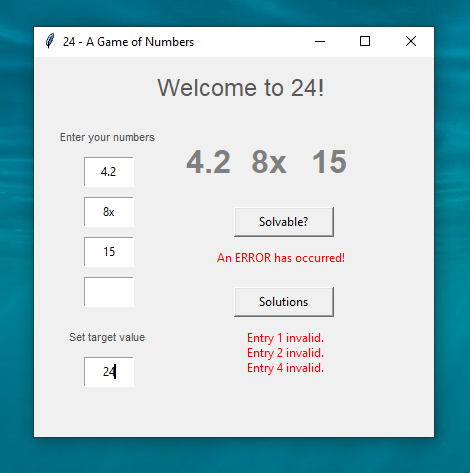 24 - A Game of Numbers
Welcome to 24!
Enter your numbers
4.2
8x
15
4.2 8x 15
Solvable?
An ERROR has occurred!
Solutions
Entry 1 invalid.
Entry 2 invalid.
Entry 4 invalid.
Set target value
24